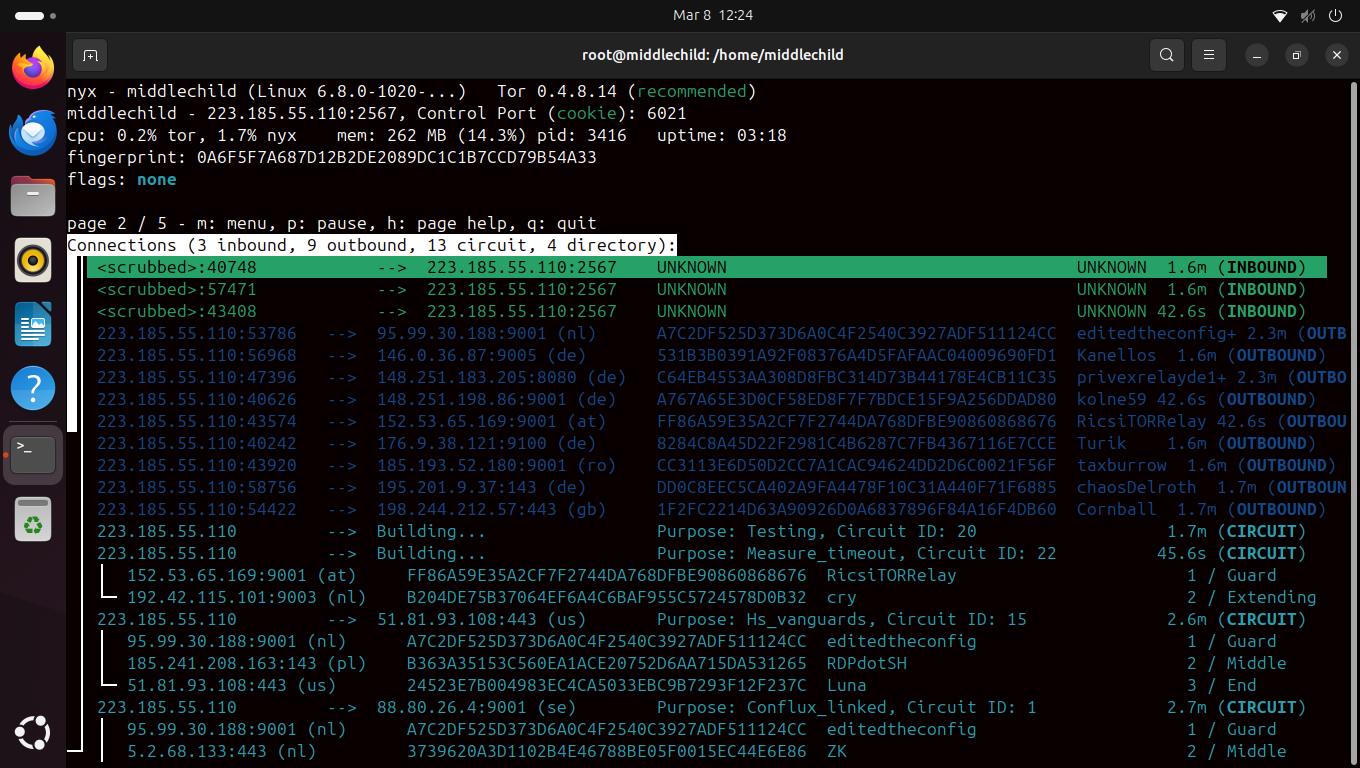 Mar 8 12:24
root@middlechild: /home/middlechild
nyx - middlechild (Linux 6.8.0-1020-...) Tor 0.4.8.14 (recommended)
middlechild - 223.185.55.110:2567, Control Port (cookie): 6021
cpu: 0.2% tor, 1.7% nyx mem: 262 MB (14.3%) pid: 3416 uptime: 03:18
fingerprint: 0A6F5F7A687D12B2DE2089DC1C1B7CCD79B54A33
flags: none
page 2 / 5 - m: menu, p: pause, h: page help, q: quit
Connections (3 inbound, 9 outbound, 13 circuit, 4 directory):
<scrubbed>:40748 --> 223.185.55.110:2567 UNKNOWN UNKNOWN 1.6m (INBOUND)
<scrubbed>:57471 --> 223.185.55.110:2567 UNKNOWN UNKNOWN 1.6m (INBOUND)
<scrubbed>:43408 --> 223.185.55.110:2567 UNKNOWN UNKNOWN 42.6s (INBOUND)
223.185.55.110:53786 --> 95.99.30.188:9001 (nl) A7C2DF525D373D6A0C4F2540C3927ADF511124CC editedtheconfig+ 2.3m (OUTB
223.185.55.110:56968 --> 146.0.36.87:9005 (de) 531B3B0391A92F08376A4D5FAFAAC04009690FD1 Kanellos 1.6m (OUTBOUND)
223.185.55.110:47396 --> 148.251.183.205:8080 (de) C64EB4553AA308D8FBC314D73B44178E4CB11C35 privexrelayde1+ 2.3m (OUTBO
223.185.55.110:40626 --> 148.251.198.86:9001 (de) A767A65E3D0CF58ED8F7F7BDCE15F9A256DDAD80 kolne59 42.6s (OUTBOUND)
223.185.55.110:43574 --> 152.53.65.169:9001 (at) FF86A59E35A2CF7F2744DA768DFBE90860868676 RicsiTORRelay 42.6s (OUTBOU
223.185.55.110:40242 --> 176.9.38.121:9100 (de) 8284C8A45D22F2981C4B6287C7FB4367116E7CCE Turik 1.6m (OUTBOUND)
223.185.55.110:43920 --> 185.193.52.180:9001 (ro) CC3113E6D50D2CC7A1CAC94624DD2D6C0021F56F taxburrow 1.6m (OUTBOUND)
223.185.55.110:58756 --> 195.201.9.37:143 (de) DD0C8EEC5CA402A9FA4478F10C31A440F71F6885 chaosDelroth 1.7m (OUTBOUN
223.185.55.110:54422 --> 198.244.212.57:443 (gb) 1F2FC2214D63A90926D0A6837896F84A16F4DB60 Cornball 1.7m (OUTBOUND)
223.185.55.110 --> Building... Purpose: Testing, Circuit ID: 20 1.7m (CIRCUIT)
223.185.55.110 --> Building... Purpose: Measure_timeout, Circuit ID: 22 45.6s (CIRCUIT)
152.53.65.169:9001 (at) FF86A59E35A2CF7F2744DA768DFBE90860868676 RicsiTORRelay 1 / Guard
192.42.115.101:9003 (nl) B204DE75B37064EF6A4C6BAF955C5724578D0B32 cry 2 / Extending
223.185.55.110 --> 51.81.93.108:443 (us) Purpose: Hs_vanguards, Circuit ID: 15 2.6m (CIRCUIT)
95.99.30.188:9001 (nl) A7C2DF525D373D6A0C4F2540C3927ADF511124CC editedtheconfig 1 / Guard
185.241.208.163:143 (pl) B363A35153C560EA1ACE20752D6AA715DA531265 RDPdotSH 2 / Middle
51.81.93.108:443 (us) 24523E7B004983EC4CA5033EBC9B7293F12F237C Luna 3 / End
223.185.55.110 --> 88.80.26.4:9001 (se) Purpose: Conflux_linked, Circuit ID: 1 2.7m (CIRCUIT)
95.99.30.188:9001 (nl) A7C2DF525D373D6A0C4F2540C3927ADF511124CC editedtheconfig 1 / Guard
5.2.68.133:443 (nl) 3739620A3D1102B4E46788BE05F0015EC44E6E86 ZK 2 / Middle